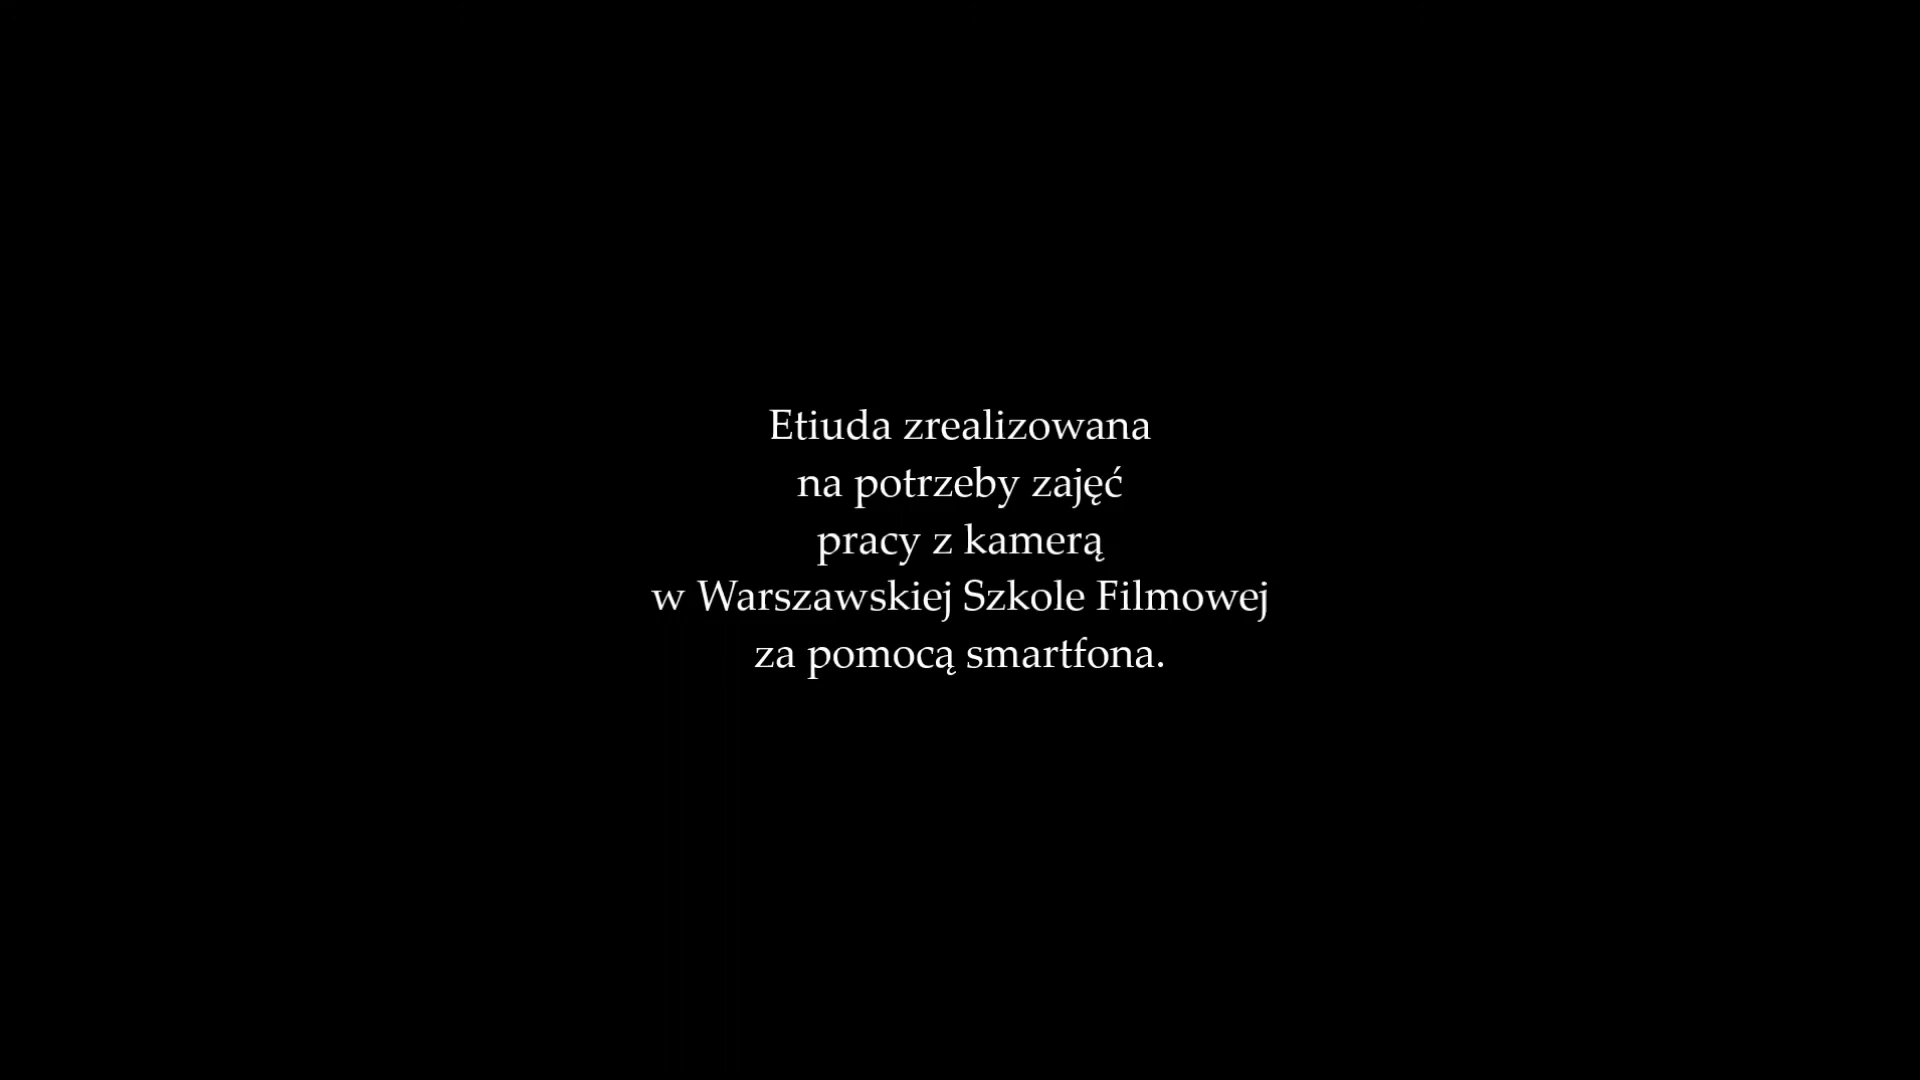 Etiuda zrealizowana
na potrzeby zajęć
pracy z kamerą
w Warszawskiej Szkole Filmowej
za pomocą smartfona.